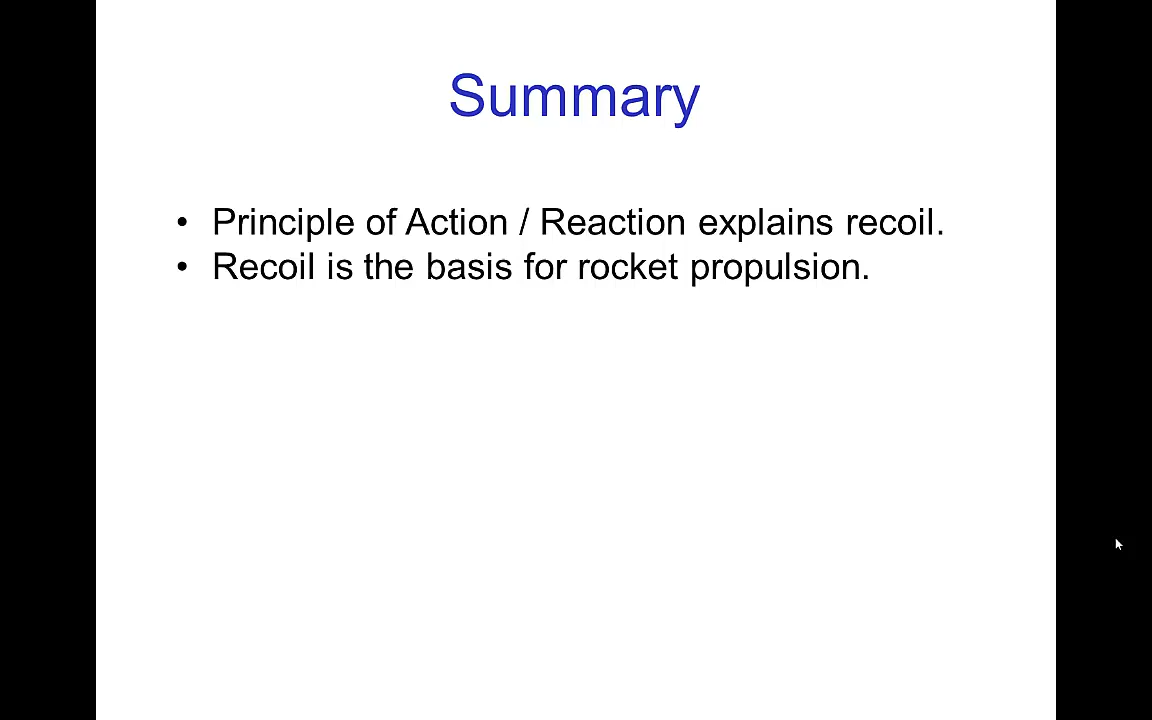 Summary
• Principle of Action / Reaction explains recoil.
• Recoil is the basis for rocket propulsion.